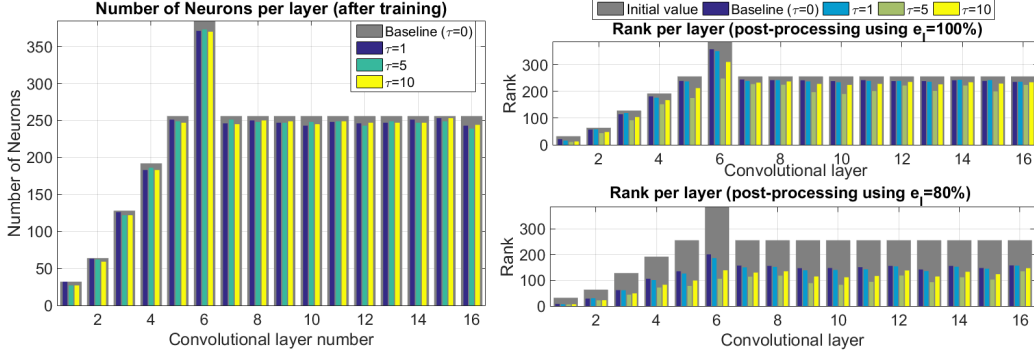 Number of Neurons per layer (after training)
Number of Neurons
350
300
250
200
150
100
50
0
Baseline (τ=0)
τ=1
τ=5
τ=10
2 4 6 8 10 12 14 16
Convolutional layer number
Initial value Baseline (τ=0) τ=1 τ=5 τ=10
Rank per layer (post-processing using e_l=100%)
Rank
300
200
100
0
2 4 6 8 10 12 14 16
Convolutional layer
Rank per layer (post-processing using e_l=80%)
Rank
300
200
100
0
2 4 6 8 10 12 14 16
Convolutional layer